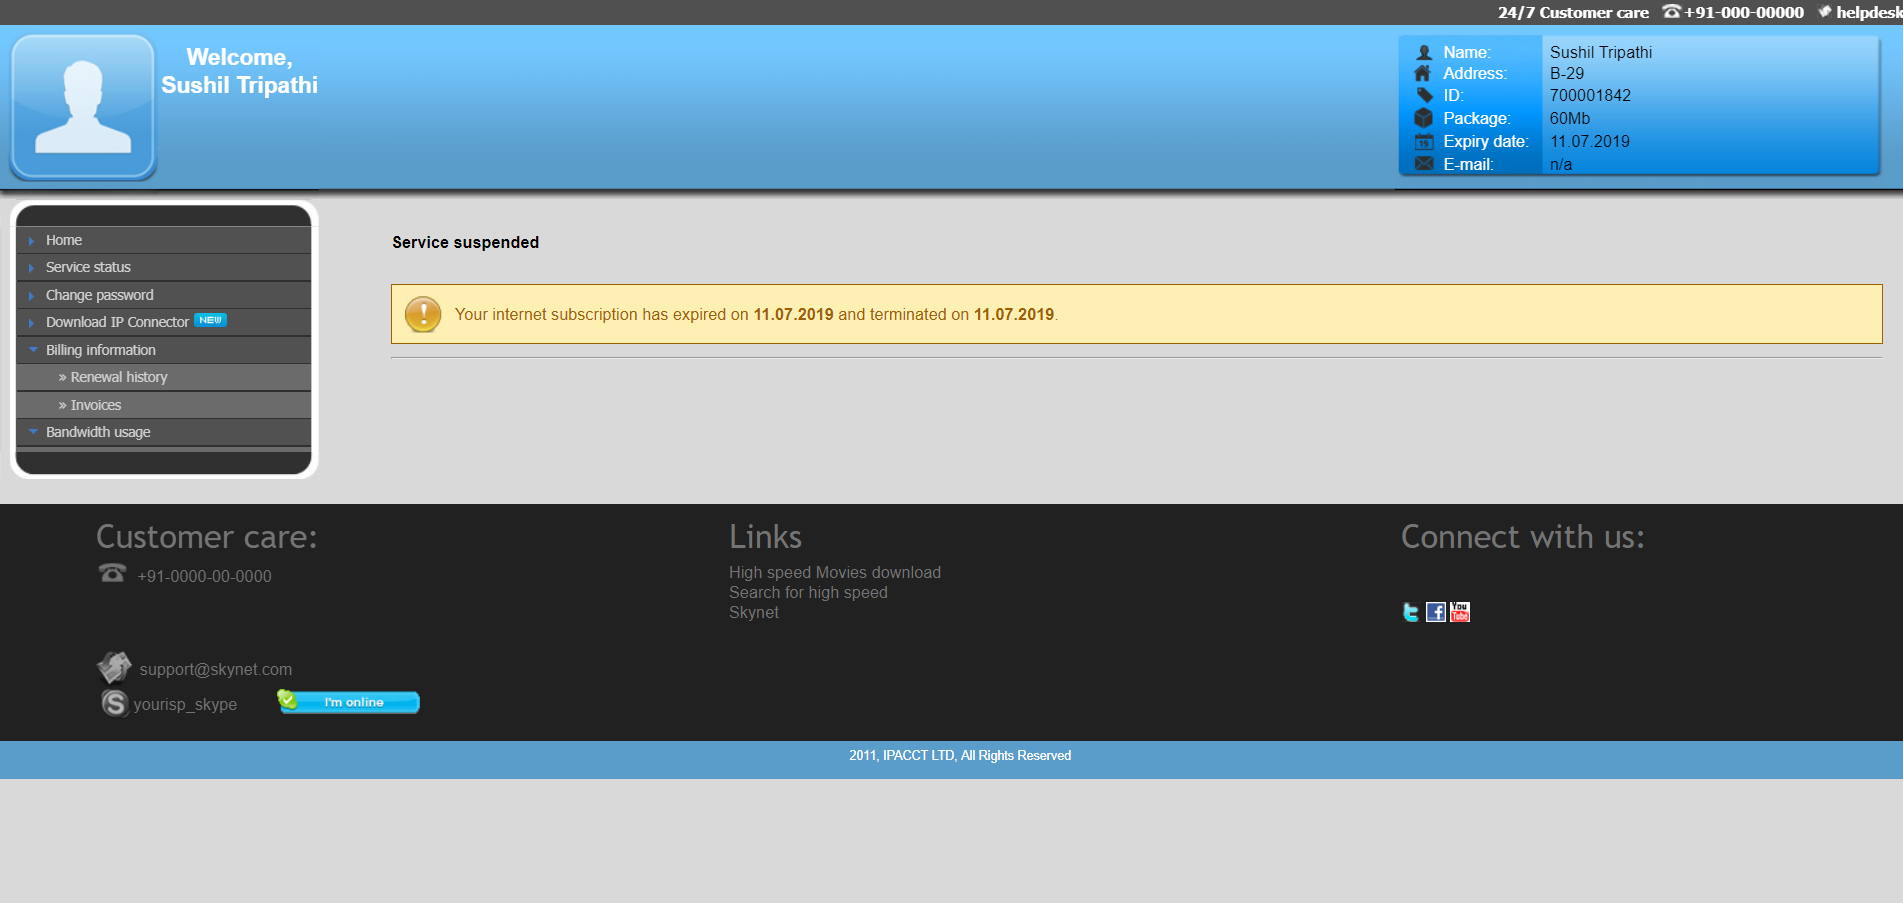 24/7 Customer care +91-000-00000 helpdesk
Welcome,
Sushil Tripathi
Name: Sushil Tripathi
Address: B-29
ID: 700001842
Package: 60Mb
Expiry date: 11.07.2019
E-mail: n/a
Home
Service status
Change password
Download IP Connector NEW
Billing information
» Renewal history
» Invoices
Bandwidth usage
Service suspended
Your internet subscription has expired on 11.07.2019 and terminated on 11.07.2019.
Customer care:
+91-0000-00-0000
support@skynet.com
yourisp_skype I'm online
Links
High speed Movies download
Search for high speed
Skynet
Connect with us:
You
Tube
2011, IPACCT LTD, All Rights Reserved